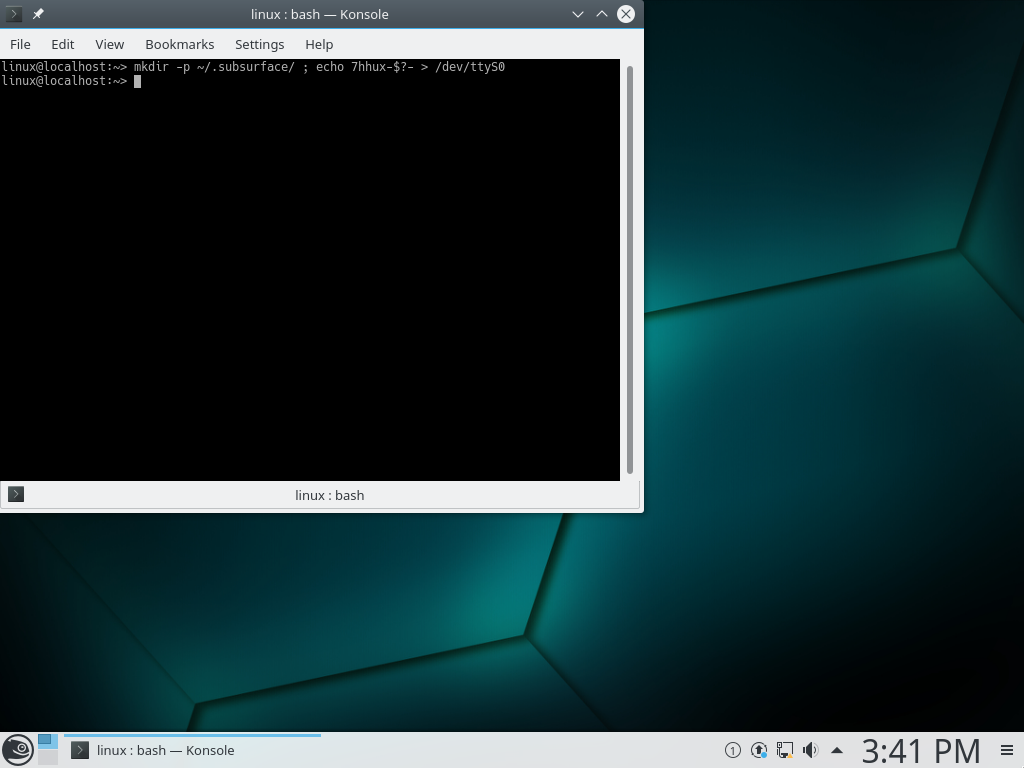 linux : bash — Konsole
File Edit View Bookmarks Settings Help
linux@localhost:~> mkdir -p ~/.subsurface/ ; echo 7hhux-$?- > /dev/ttyS0
linux@localhost:~>
linux : bash
linux : bash — Konsole
1
3:41 PM